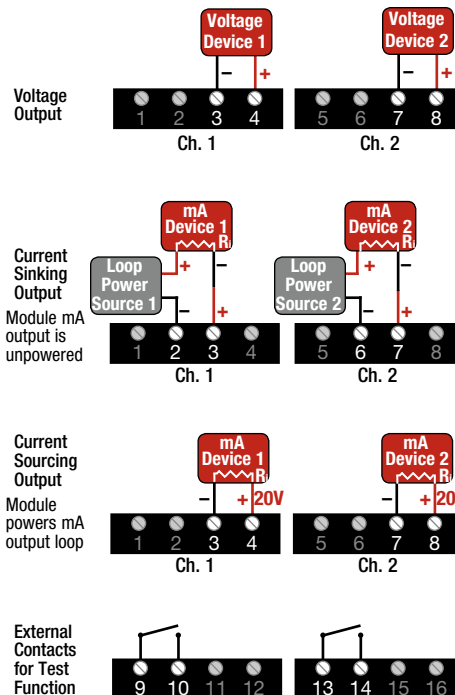 Voltage Device 1
Voltage Device 2
− +
− +
Voltage Output
1 2 3 4
5 6 7 8
Ch. 1
Ch. 2
mA Device 1
Ri
mA Device 2
Ri
Current Sinking Output
Loop Power Source 1
+ −
− +
Loop Power Source 2
+ −
− +
Module mA output is unpowered
1 2 3 4
5 6 7 8
Ch. 1
Ch. 2
Current Sourcing Output
mA Device 1
Ri
mA Device 2
Ri
Module powers mA output loop
− + 20V
− + 20
1 2 3 4
5 6 7 8
Ch. 1
Ch. 2
External Contacts for Test Function
9 10 11 12
13 14 15 16